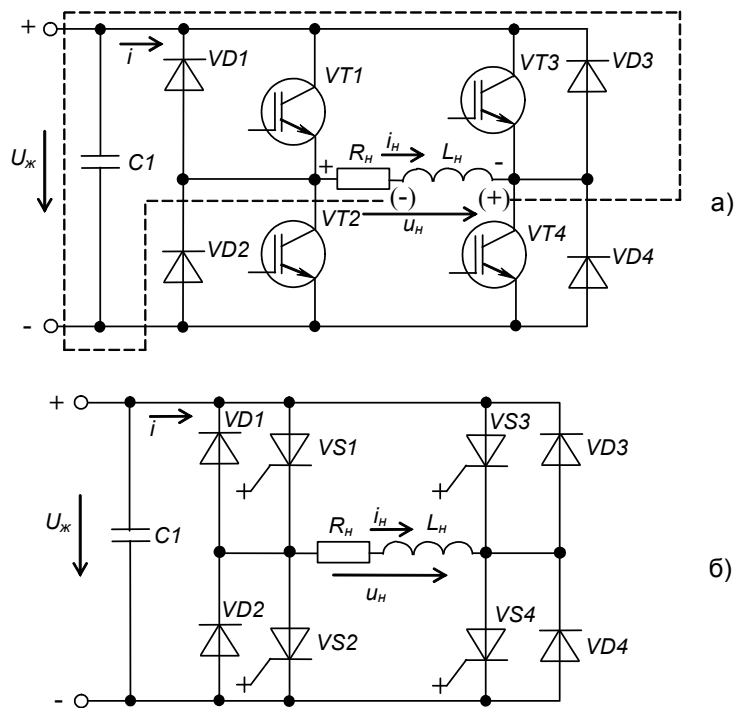 +
i
VD1
VT1
VT3
VD3
Uж
C1
+
Rн
iн
Lн
-
(-)
(+)
а)
VT2
uн
VD2
VT4
VD4
-
+
i
VD1
VS1
VS3
VD3
+
+
Uж
C1
Rн
iн
Lн
б)
uн
VD2
VS2
VS4
VD4
+
+
-